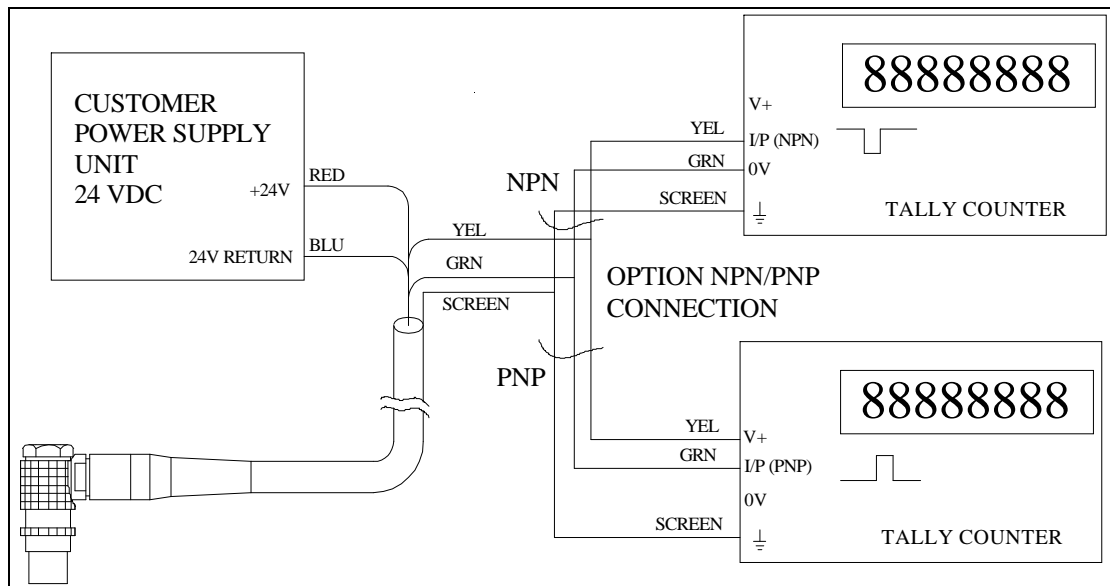 CUSTOMER
POWER SUPPLY
UNIT
24 VDC
+24V
24V RETURN
RED
BLU
YEL
GRN
SCREEN
NPN
PNP
OPTION NPN/PNP
CONNECTION
YEL
GRN
SCREEN
88888888
V+
I/P (NPN)
0V
TALLY COUNTER
YEL
GRN
SCREEN
88888888
V+
I/P (PNP)
0V
TALLY COUNTER